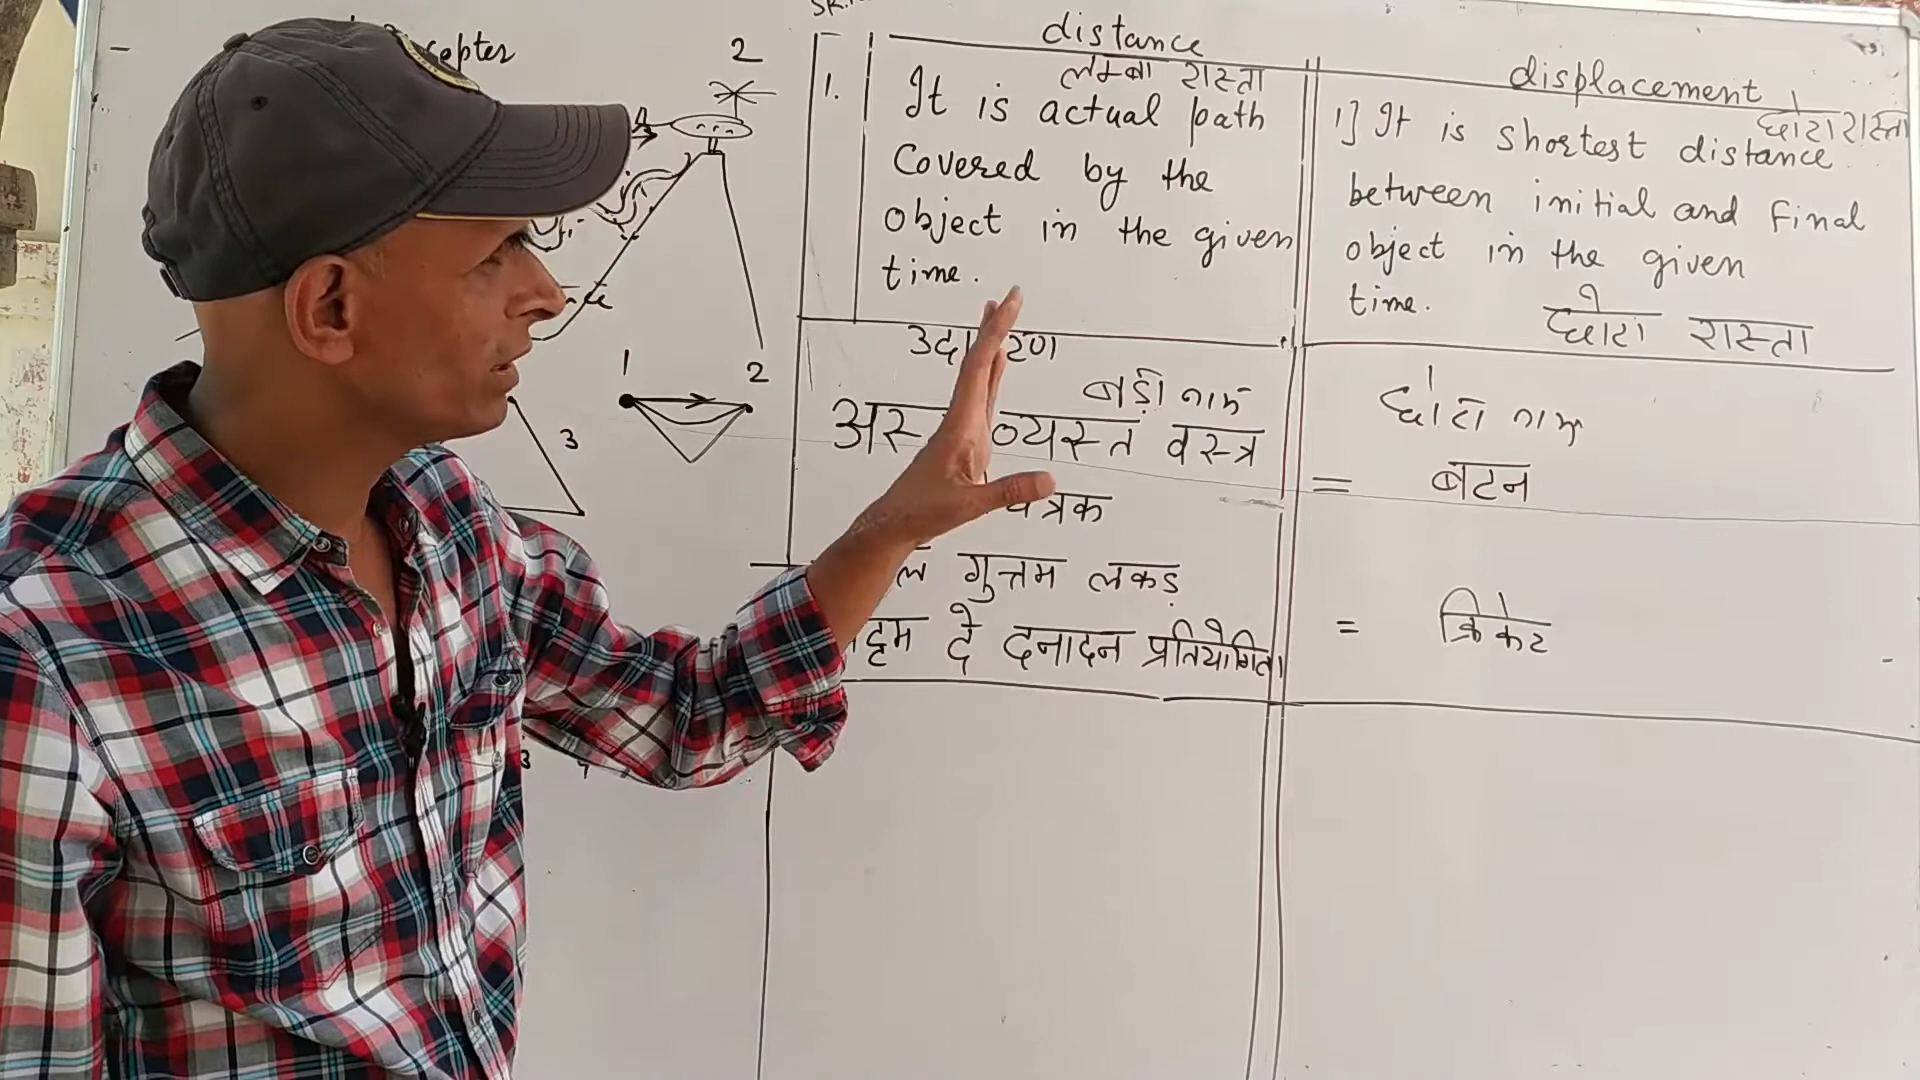 2
distance
लम्बा रास्ता
1. It is actual path
Covered by the
object in the given
time.
displacement
छोटा रास्ता
1] It is shortest distance
between initial and final
object in the given
time.
छोटा रास्ता
1
2
3
बड़ा नाम
व्यस्त वस्त्र
गुत्तम लकड़
दे दनादन प्रतियोगिता
छोटा नाम
= बटन
= क्रिकेट
3